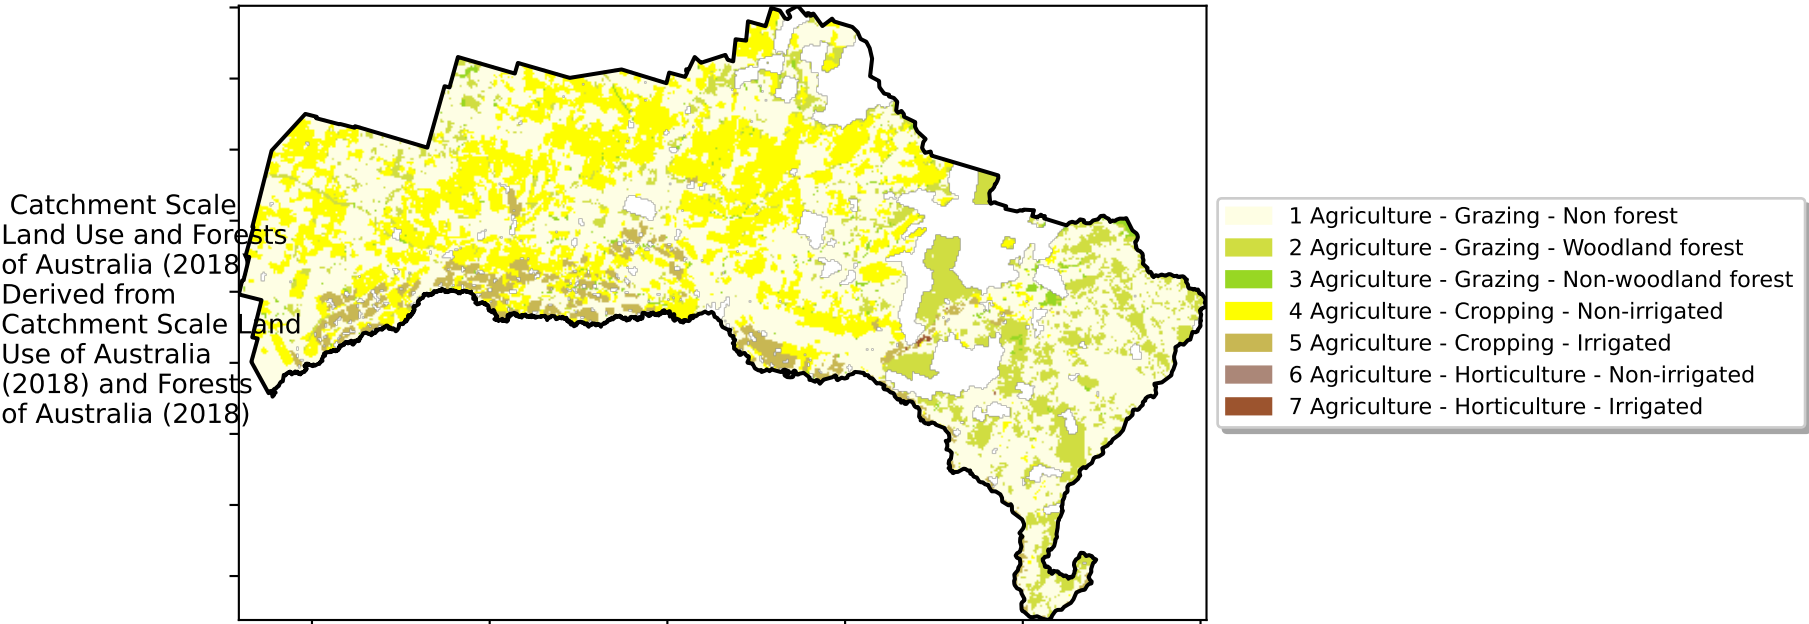 Catchment Scale
Land Use and Forests
of Australia (2018)
Derived from
Catchment Scale Land
Use of Australia
(2018) and Forests
of Australia (2018)
1 Agriculture - Grazing - Non forest
2 Agriculture - Grazing - Woodland forest
3 Agriculture - Grazing - Non-woodland forest
4 Agriculture - Cropping - Non-irrigated
5 Agriculture - Cropping - Irrigated
6 Agriculture - Horticulture - Non-irrigated
7 Agriculture - Horticulture - Irrigated